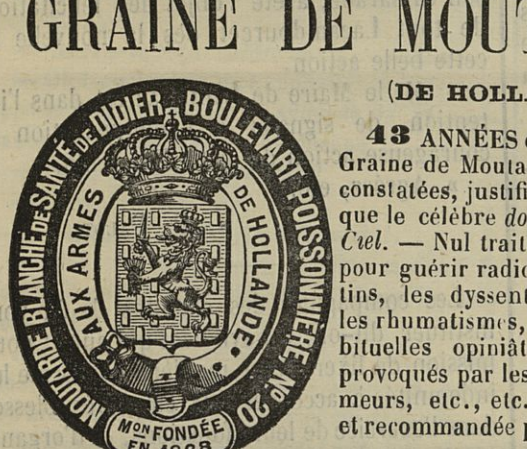 GRAINE DE MOUT
(DE HOLL
43 ANNÉES
Graine de Mouta
constatées, justifi
que le célèbre do
Ciel. — Nul trait
pour guérir radic
tins, les dyssent
les rhumatismes,
bituelles opiniât
provoqués par les
meurs, etc., etc.
et recommandée p
MOUTARDE BLANCHE DE SANTÉ DE DIDIER, BOULEVART POISSONNIÈRE Nº 20
AUX ARMES DE HOLLANDE.
MON FONDÉE
EN